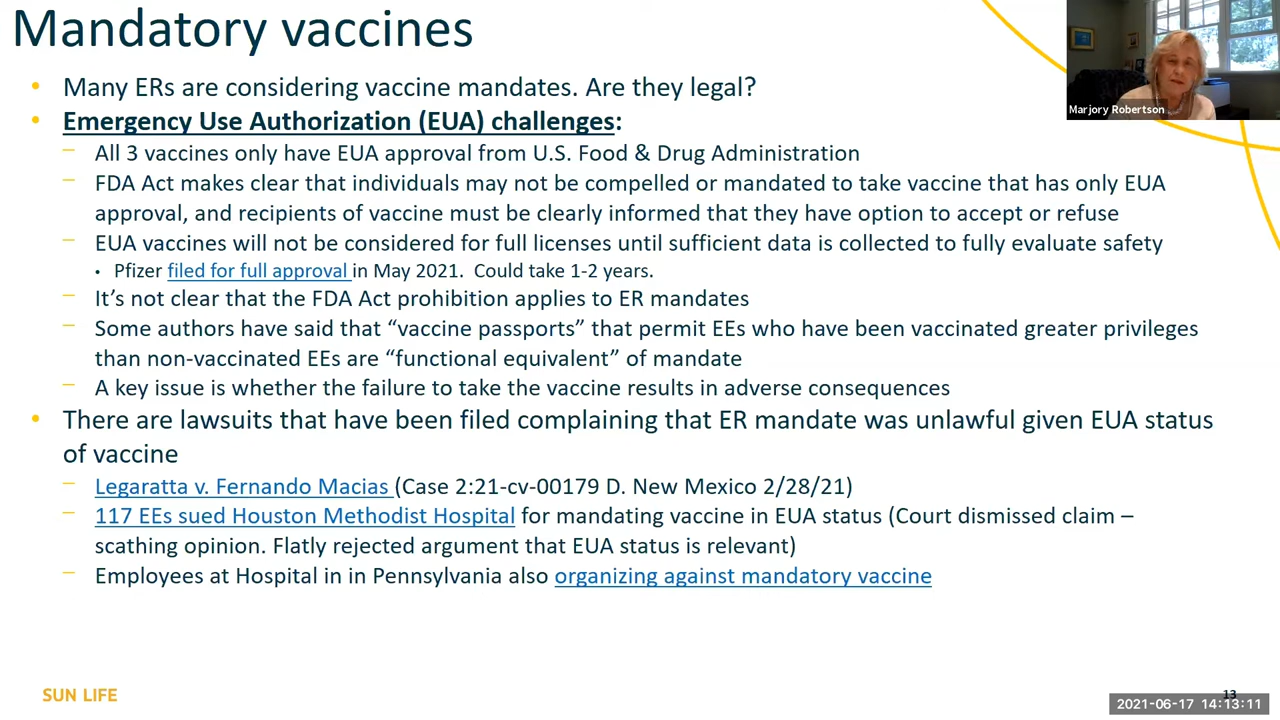 Mandatory vaccines
• Many ERs are considering vaccine mandates. Are they legal?
• Emergency Use Authorization (EUA) challenges:
– All 3 vaccines only have EUA approval from U.S. Food & Drug Administration
– FDA Act makes clear that individuals may not be compelled or mandated to take vaccine that has only EUA
approval, and recipients of vaccine must be clearly informed that they have option to accept or refuse
– EUA vaccines will not be considered for full licenses until sufficient data is collected to fully evaluate safety
• Pfizer filed for full approval in May 2021. Could take 1-2 years.
– It's not clear that the FDA Act prohibition applies to ER mandates
– Some authors have said that “vaccine passports” that permit EEs who have been vaccinated greater privileges
than non-vaccinated EEs are “functional equivalent” of mandate
– A key issue is whether the failure to take the vaccine results in adverse consequences
• There are lawsuits that have been filed complaining that ER mandate was unlawful given EUA status
of vaccine
– Legaratta v. Fernando Macias (Case 2:21-cv-00179 D. New Mexico 2/28/21)
– 117 EEs sued Houston Methodist Hospital for mandating vaccine in EUA status (Court dismissed claim –
scathing opinion. Flatly rejected argument that EUA status is relevant)
– Employees at Hospital in in Pennsylvania also organizing against mandatory vaccine
Marjory Robertson
SUN LIFE
13
2021-06-17 14:13:11